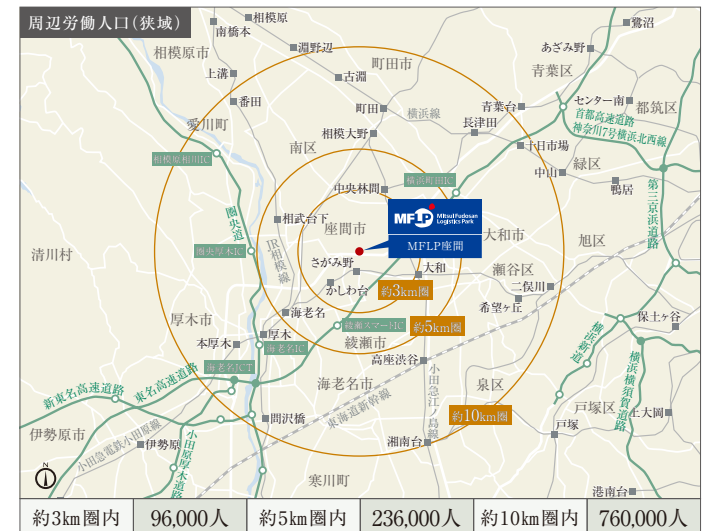 周辺労働人口(狭域)
相模原
南橋本
鷺沼
淵野辺
あざみ野
相模原市
町田市
青葉区
上溝
古淵
番田
町田
青葉台
センター南
都筑区
横浜線
首都高速道路
神奈川7号横浜北西線
愛川町
相模大野
長津田
南区
十日市場
緑区
相模原相川IC
中山
中央林間
横浜町田IC
鴨居
第三京浜道路
MFLP Mitsui Fudosan
Logistics Park
MFLP座間
圏央道
相武台下
座間市
大和市
旭区
清川村
圏央厚木IC
JR相模線
さがみ野
大和
瀬谷区
かしわ台
約3km圏
二俣川
希望ヶ丘
厚木市
海老名
約5km圏
保土ヶ谷
綾瀬スマートIC
厚木
本厚木
海老名IC
綾瀬市
横浜新道
横浜横須賀道路
海老名ICT
高座渋谷
東名高速道路
新東名高速道路
海老名市
小田急江ノ島線
泉区
東海道新幹線
約10km圏
戸塚区
上大岡
門沢橋
伊勢原市
小田急電鉄小田原線
伊勢原
小田原厚木道路
湘南台
戸塚
寒川町
港南台
N
約3km圏内 96,000人 約5km圏内 236,000人 約10km圏内 760,000人